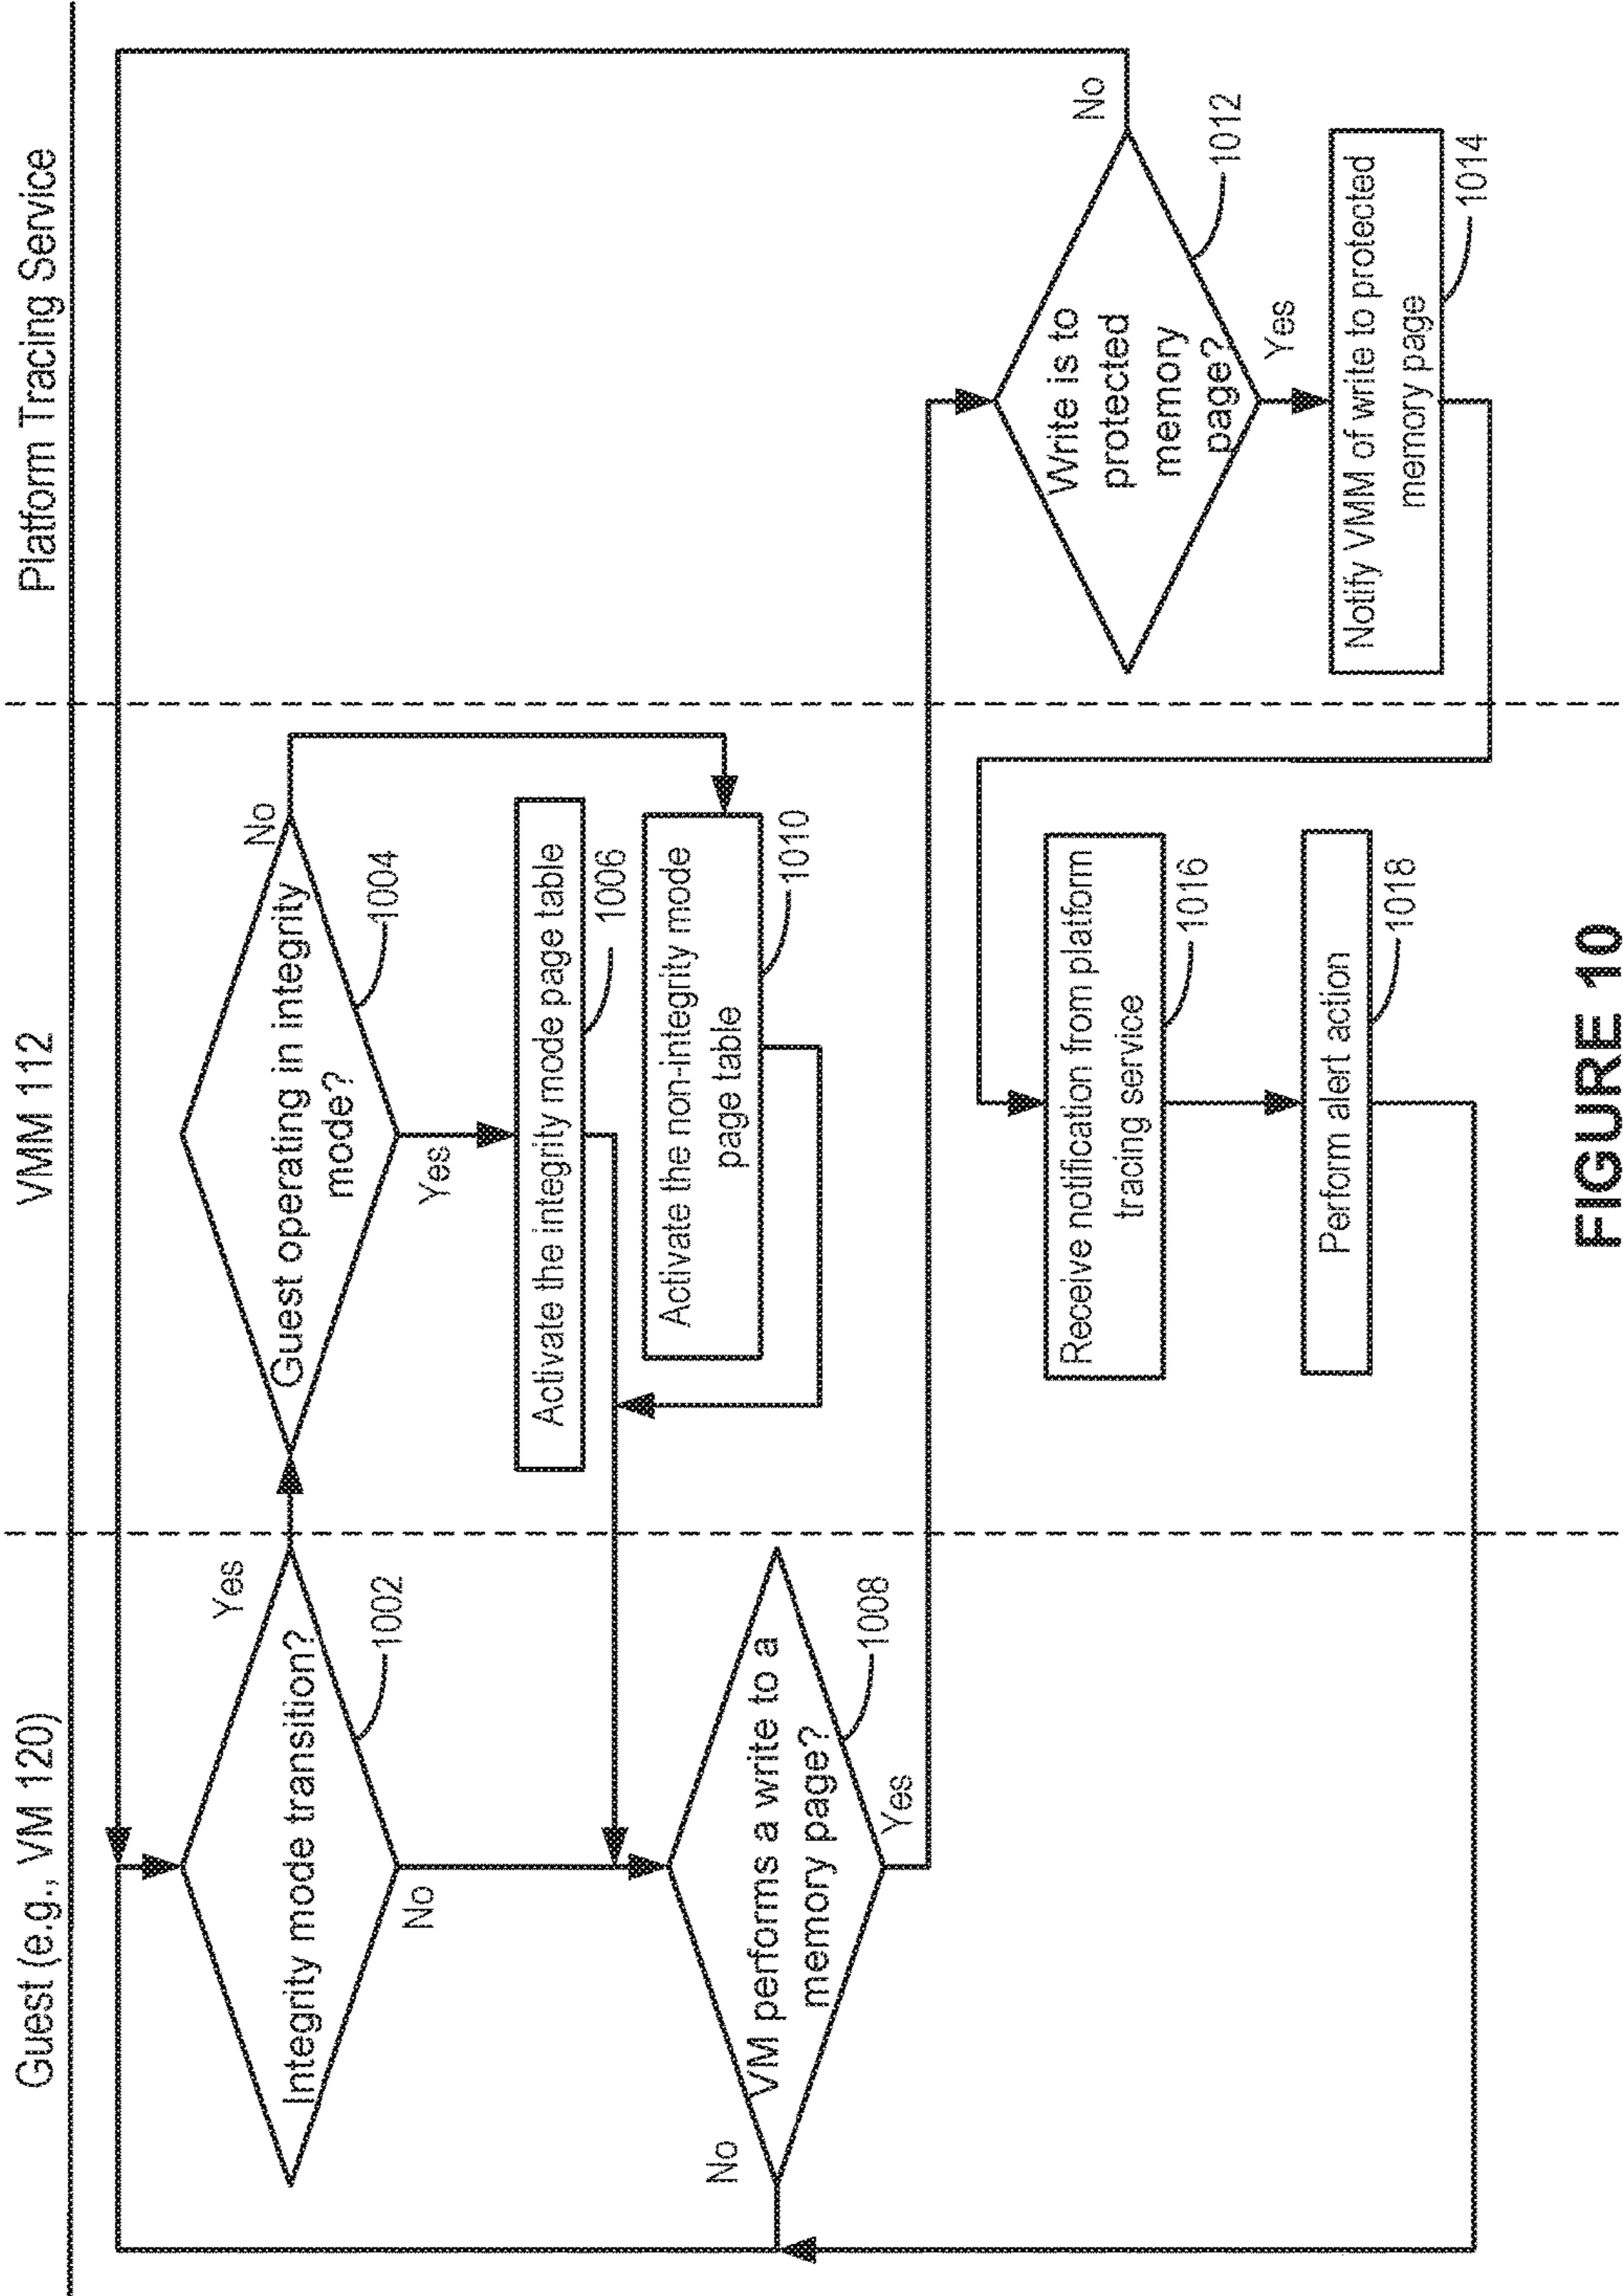 Guest (e.g., VM 120)
VMM 112
Platform Tracing Service
Integrity mode transition?
Yes
1002
No
Guest operating in integrity
mode?
No
1004
Yes
Activate the integrity mode page table
1006
Activate the non-integrity mode
page table
1010
VM performs a write to a
memory page?
No
1008
Yes
Write is to
protected
memory
page?
No
1012
Yes
Notify VMM of write to protected
memory page
1014
Receive notification from platform
tracing service
1016
Perform alert action
1018
FIGURE 10